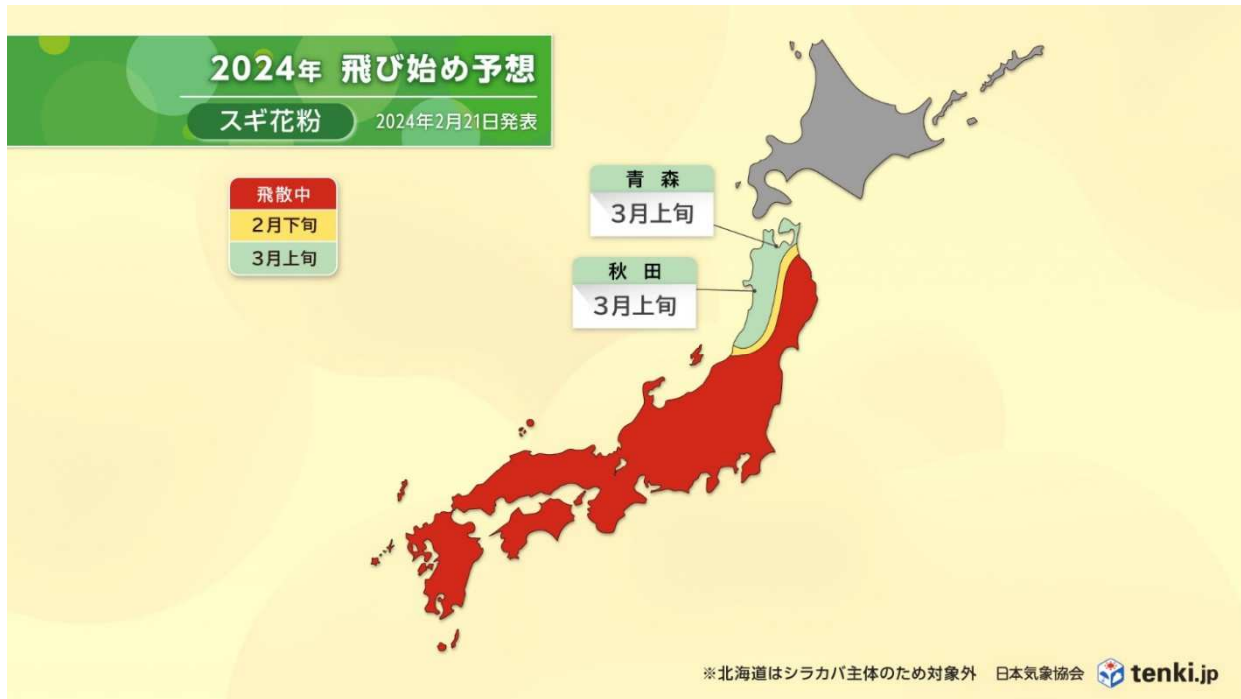 2024年 飛び始め予想
スギ花粉 2024年2月21日発表
飛散中
2月下旬
3月上旬
青森
3月上旬
秋田
3月上旬
※北海道はシラカバ主体のため対象外 日本気象協会 tenki.jp